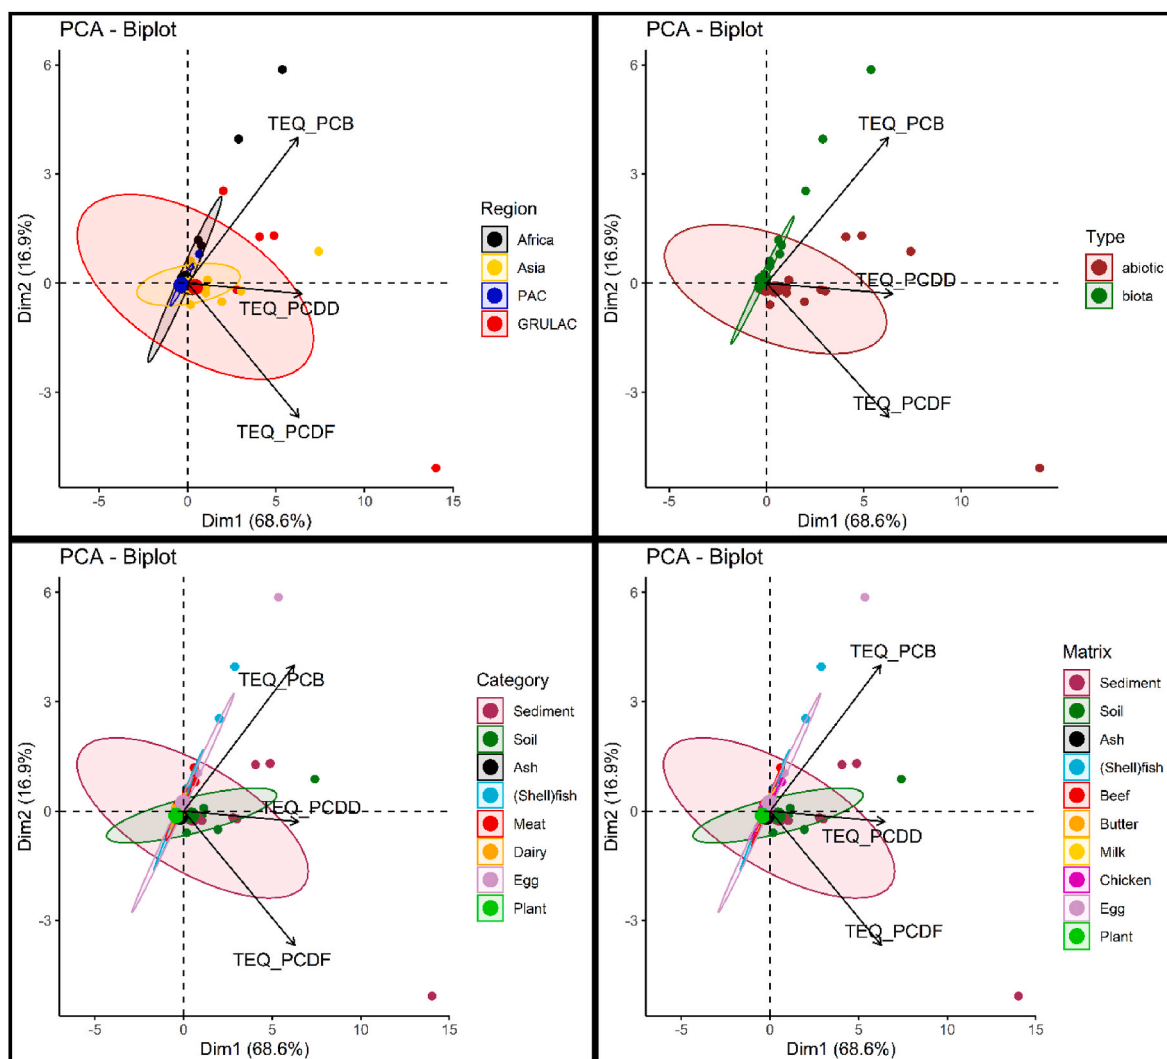 PCA - Biplot
6
3
0
-3
-5
0
5
10
15
Dim2 (16.9%)
Dim1 (68.6%)
TEQ_PCB
TEQ_PCDD
TEQ_PCDF
Region
Africa
Asia
PAC
GRULAC
PCA - Biplot
6
3
0
-3
-5
0
5
10
Dim2 (16.9%)
Dim1 (68.6%)
TEQ_PCB
TEQ_PCDD
TEQ_PCDF
Type
abiotic
biota
PCA - Biplot
6
3
0
-3
-5
0
5
10
15
Dim2 (16.9%)
Dim1 (68.6%)
TEQ_PCB
TEQ_PCDD
TEQ_PCDF
Category
Sediment
Soil
Ash
(Shell)fish
Meat
Dairy
Egg
Plant
PCA - Biplot
6
3
0
-3
-5
0
5
10
15
Dim2 (16.9%)
Dim1 (68.6%)
TEQ_PCB
TEQ_PCDD
TEQ_PCDF
Matrix
Sediment
Soil
Ash
(Shell)fish
Beef
Butter
Milk
Chicken
Egg
Plant